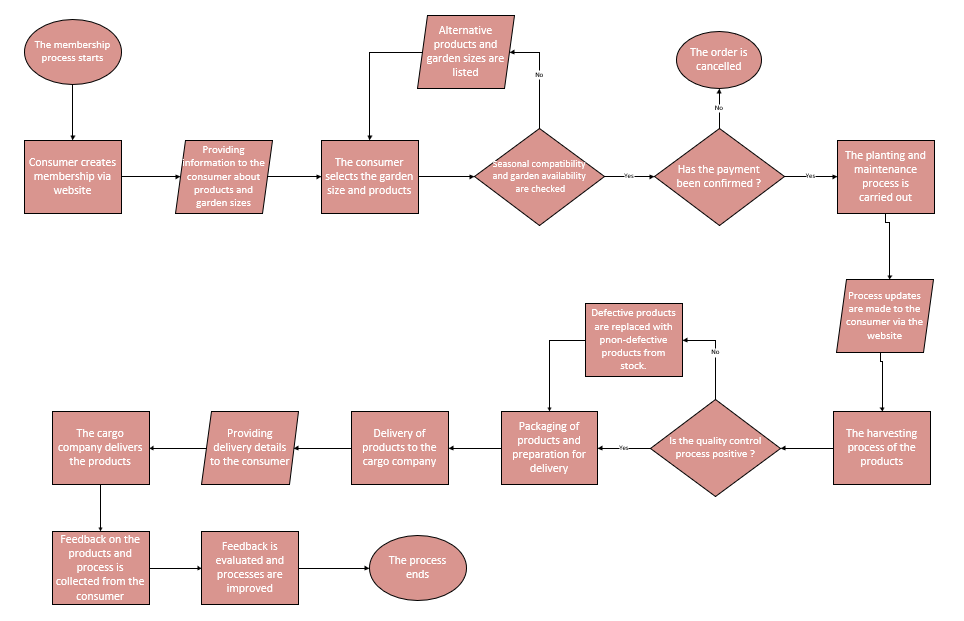 The membership
process starts
Alternative
products and
garden sizes are
listed
The order is
cancelled
No
No
Consumer creates
membership via
website
Providing
information to the
consumer about
products and
garden sizes
The consumer
selects the garden
size and products
Seasonal compatibility
and garden availability
are checked
Yes
Has the payment
been confirmed ?
Yes
The planting and
maintenance
process is
carried out
Process updates
are made to the
consumer via the
website
Defective products
are replaced with
pnon-defective
products from
stock.
No
The cargo
company delivers
the products
Providing
delivery details
to the consumer
Delivery of
products to the
cargo company
Packaging of
products and
preparation for
delivery
Yes
Is the quality control
process positive ?
The harvesting
process of the
products
Feedback on the
products and
process is
collected from the
consumer
Feedback is
evaluated and
processes are
improved
The process
ends